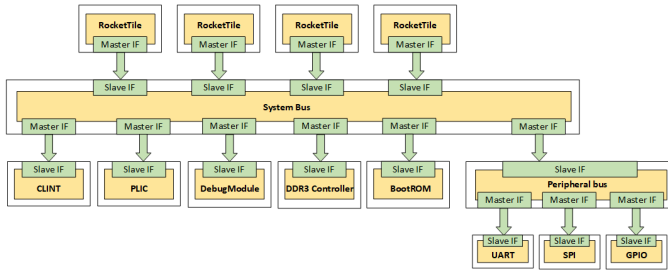 RocketTile RocketTile RocketTile RocketTile
Master IF Master IF Master IF Master IF
Slave IF Slave IF Slave IF Slave IF
System Bus
Master IF Master IF Master IF Master IF Master IF Master IF
Slave IF Slave IF Slave IF Slave IF Slave IF Slave IF
CLINT PLIC DebugModule DDR3 Controller BootROM Peripheral bus
Master IF Master IF Master IF
Slave IF Slave IF Slave IF
UART SPI GPIO